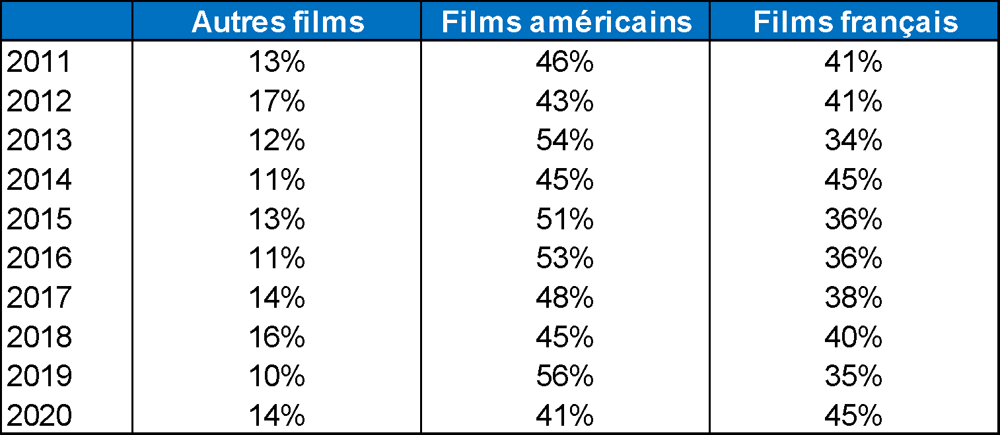 Autres films Films américains Films français
2011 13% 46% 41%
2012 17% 43% 41%
2013 12% 54% 34%
2014 11% 45% 45%
2015 13% 51% 36%
2016 11% 53% 36%
2017 14% 48% 38%
2018 16% 45% 40%
2019 10% 56% 35%
2020 14% 41% 45%